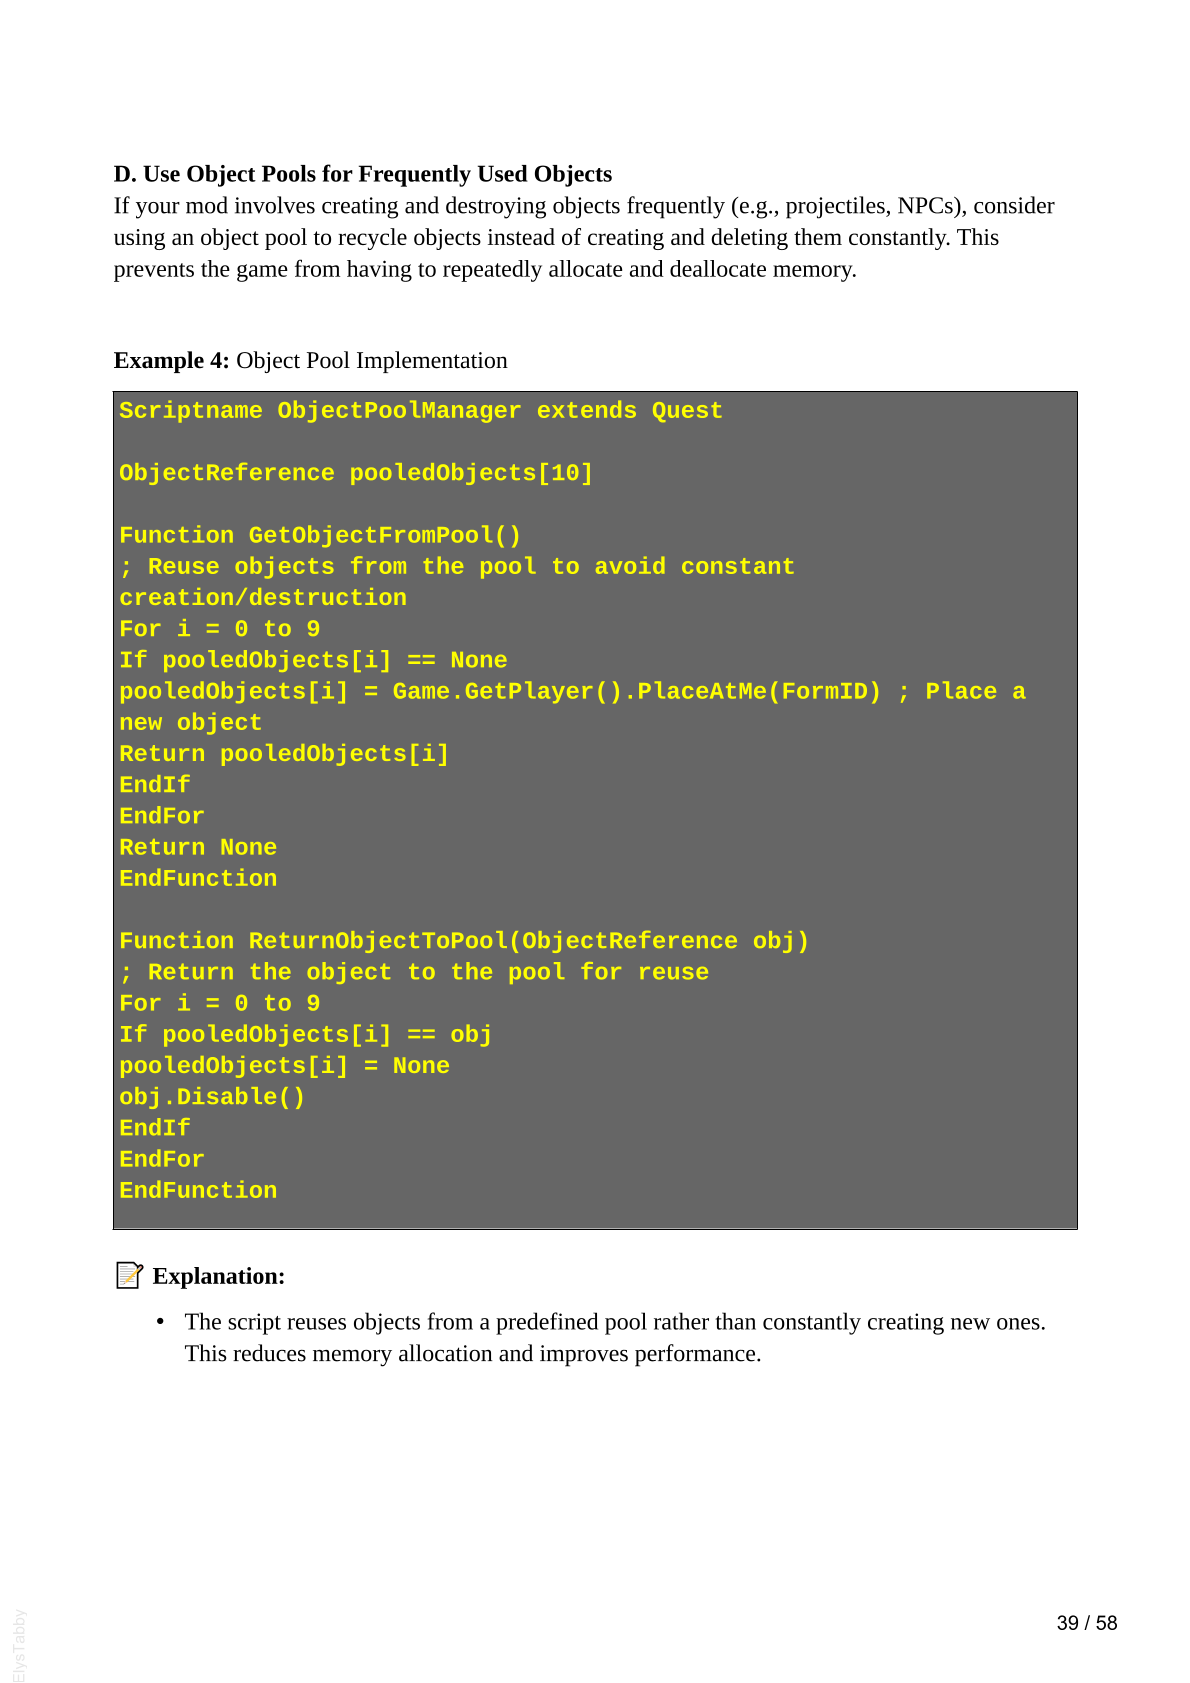 D. Use Object Pools for Frequently Used Objects
If your mod involves creating and destroying objects frequently (e.g., projectiles, NPCs), consider
using an object pool to recycle objects instead of creating and deleting them constantly. This
prevents the game from having to repeatedly allocate and deallocate memory.
Example 4: Object Pool Implementation
Scriptname ObjectPoolManager extends Quest
ObjectReference pooledObjects[10]
Function GetObjectFromPool()
; Reuse objects from the pool to avoid constant
creation/destruction
For i = 0 to 9
If pooledObjects[i] == None
pooledObjects[i] = Game.GetPlayer().PlaceAtMe(FormID) ; Place a
new object
Return pooledObjects[i]
EndIf
EndFor
Return None
EndFunction
Function ReturnObjectToPool(ObjectReference obj)
; Return the object to the pool for reuse
For i = 0 to 9
If pooledObjects[i] == obj
pooledObjects[i] = None
obj.Disable()
EndIf
EndFor
EndFunction
📝 Explanation:
• The script reuses objects from a predefined pool rather than constantly creating new ones.
This reduces memory allocation and improves performance.
39 / 58
ElysTabby